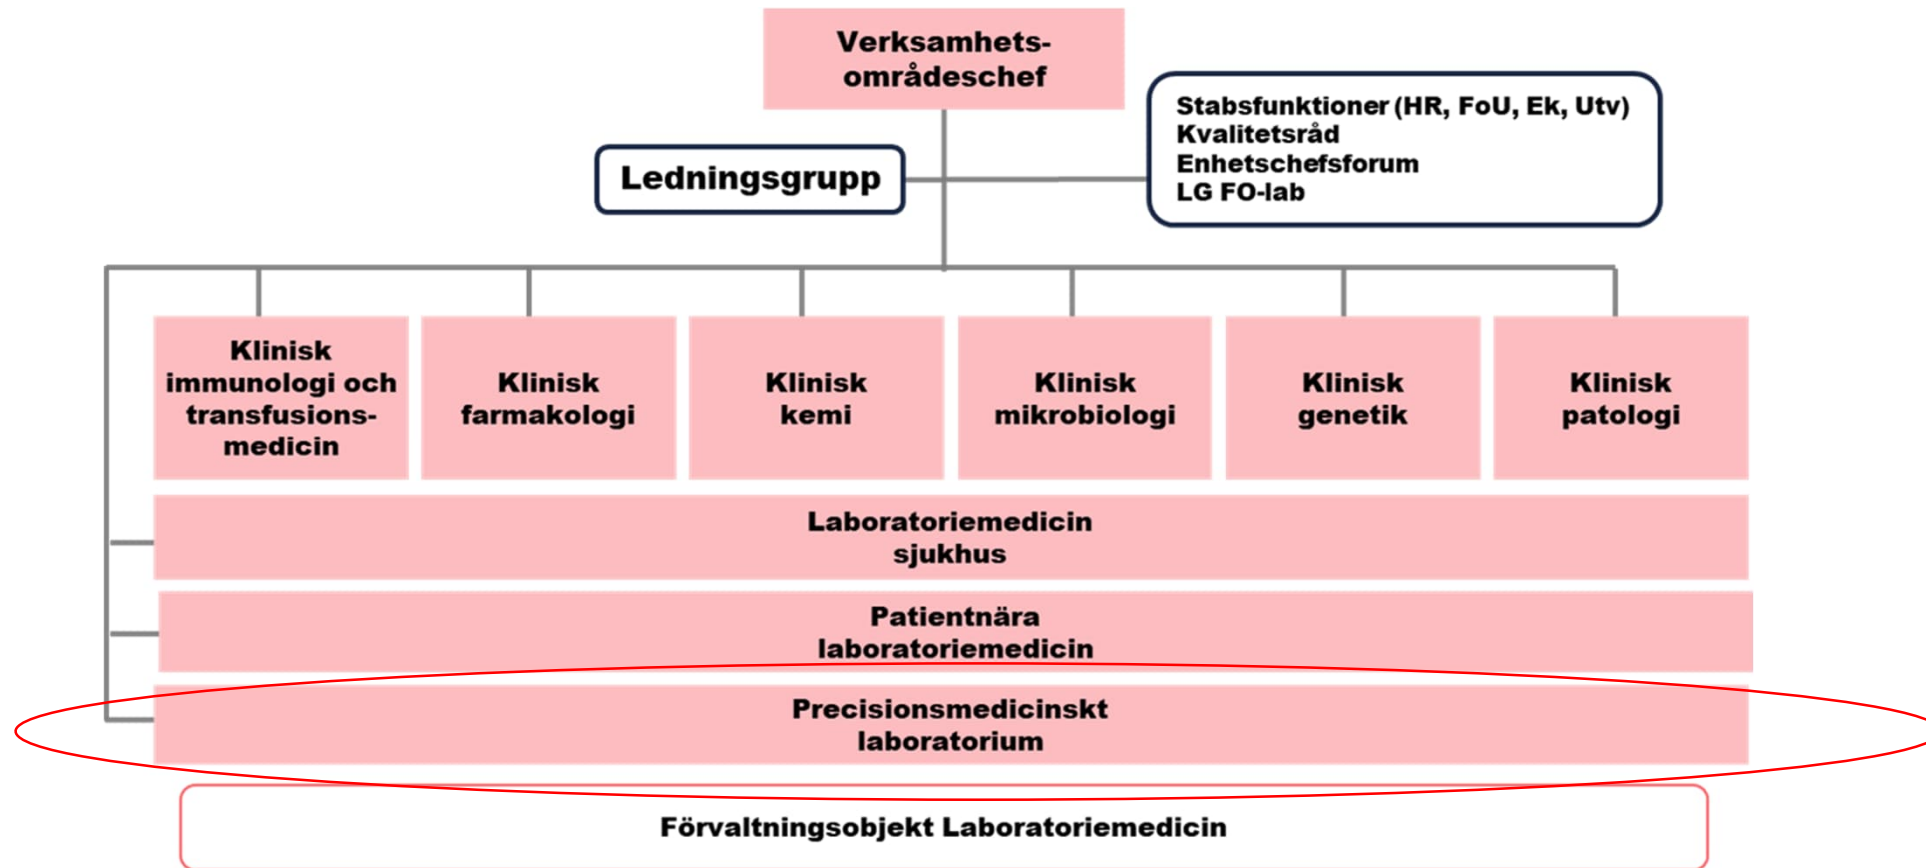 Verksamhets-
områdeschef
Stabsfunktioner (HR, FoU, Ek, Utv)
Kvalitetsråd
Enhetschefsforum
LG FO-lab
Ledningsgrupp
Klinisk
immunologi och
transfusions-
medicin
Klinisk
farmakologi
Klinisk
kemi
Klinisk
mikrobiologi
Klinisk
genetik
Klinisk
patologi
Laboratoriemedicin
sjukhus
Patientnära
laboratoriemedicin
Precisionsmedicinskt
laboratorium
Förvaltningsobjekt Laboratoriemedicin